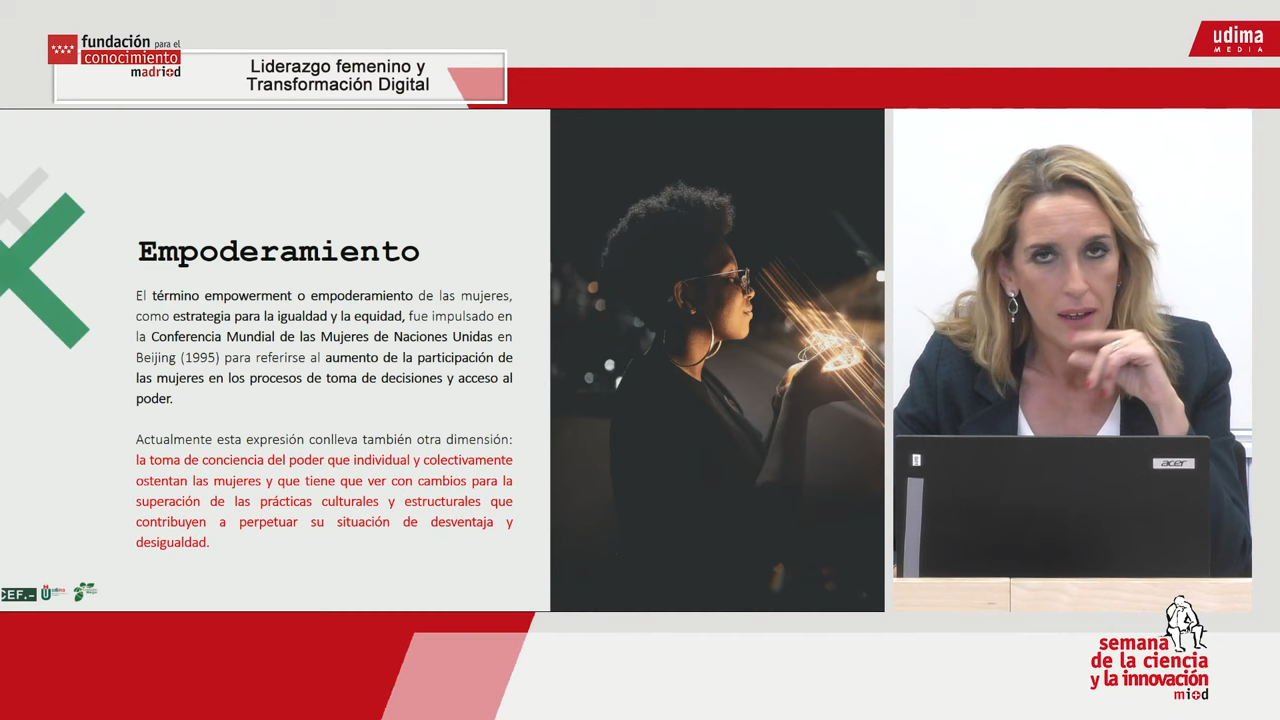 fundación para el
conocimiento
madri+d
Liderazgo femenino y
Transformación Digital
udima
MEDIA
Empoderamiento
El término empowerment o empoderamiento de las mujeres,
como estrategia para la igualdad y la equidad, fue impulsado en
la Conferencia Mundial de las Mujeres de Naciones Unidas en
Beijing (1995) para referirse al aumento de la participación de
las mujeres en los procesos de toma de decisiones y acceso al
poder.
Actualmente esta expresión conlleva también otra dimensión:
la toma de conciencia del poder que individual y colectivamente
ostentan las mujeres y que tiene que ver con cambios para la
superación de las prácticas culturales y estructurales que
contribuyen a perpetuar su situación de desventaja y
desigualdad.
CEF.-
udima
acer
semana
de la ciencia
y la innovación
mi+d